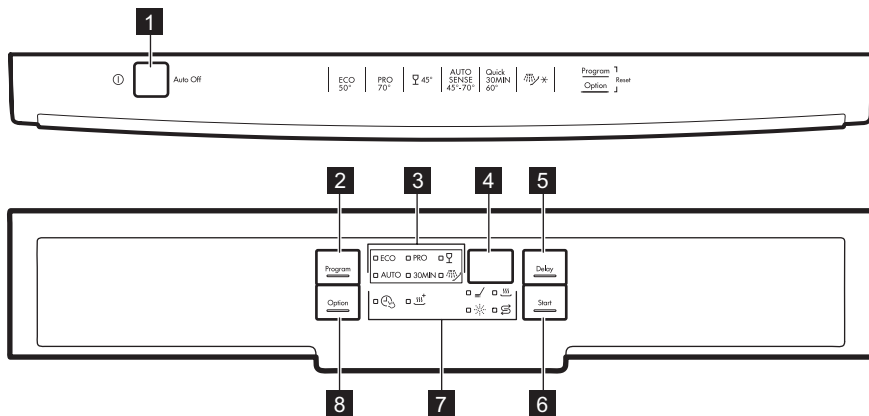 1
Auto Off
ECO 50°
PRO 70°
45°
AUTO SENSE 45°-70°
Quick 30MIN 60°
Program
Option
Reset
2
3
4
5
Program
ECO PRO
AUTO 30MIN
Delay
Option
Start
8
7
6